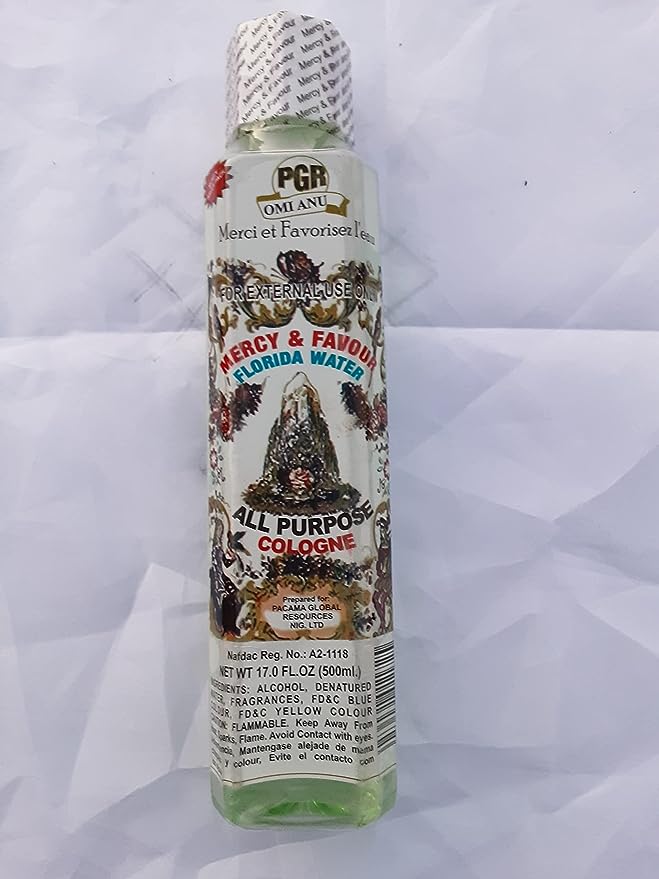 Mercy & Favour
PGR
OMI ANU
Merci et Favorisez l'eau
FOR EXTERNAL USE ONLY
MERCY & FAVOUR
FLORIDA WATER
ALL PURPOSE
COLOGNE
Prepared for:
PACAMA GLOBAL
RESOURCES
NIG. LTD
Nafdac Reg. No.: A2-1118
NET WT 17.0 FL.OZ (500ml.)
INGREDIENTS: ALCOHOL, DENATURED
FRAGRANCES, FD&C BLUE
COLOUR, FD&C YELLOW COLOUR
FLAMMABLE. Keep Away From
Sparks, Flame. Avoid Contact with eyes.
Mantengase alejade de mama
y colour, Evite el contacto com